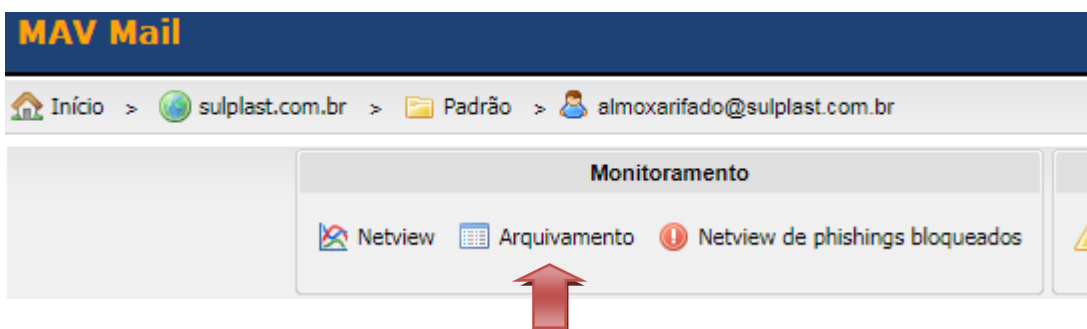 MAV Mail
Início > sulplast.com.br > Padrão > almoxarifado@sulplast.com.br
Monitoramento
Netview Arquivamento Netview de phishings bloqueados